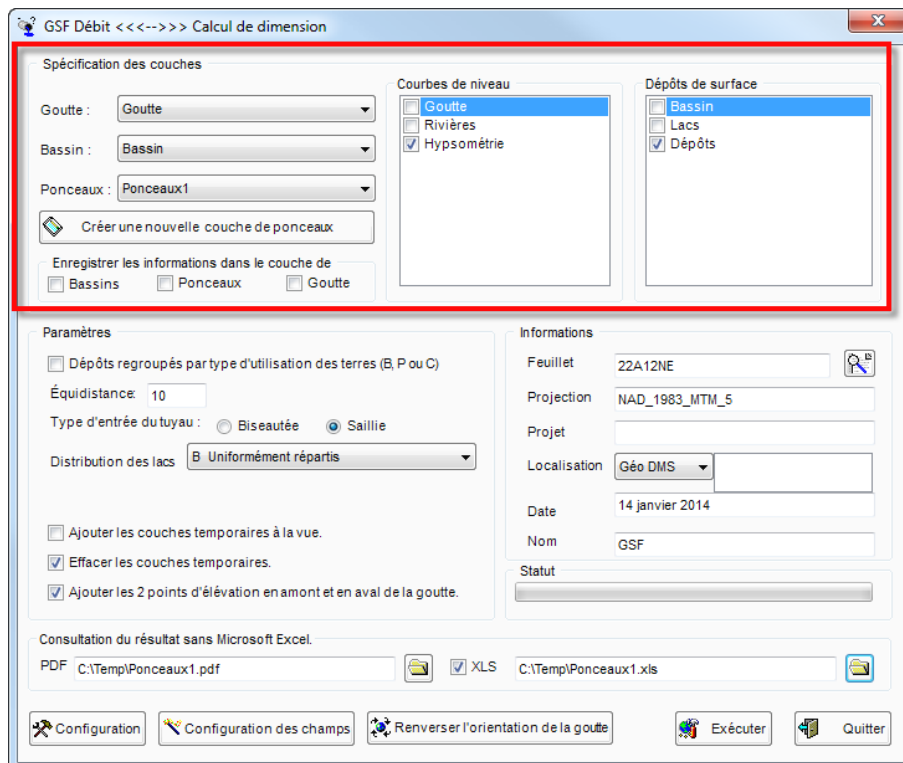 GSF Débit <<<-->>> Calcul de dimension
Spécification des couches
Goutte : Goutte
Bassin : Bassin
Ponceaux : Ponceaux1
Créer une nouvelle couche de ponceaux
Enregistrer les informations dans le couche de
Bassins Ponceaux Goutte
Courbes de niveau
Goutte
Rivières
Hypsométrie
Dépôts de surface
Bassin
Lacs
Dépôts
Paramètres
Dépôts regroupés par type d'utilisation des terres (B, P ou C)
Équidistance: 10
Type d'entrée du tuyau : Biseautée Saillie
Distribution des lacs B Uniformément répartis
Ajouter les couches temporaires à la vue.
Effacer les couches temporaires.
Ajouter les 2 points d'élévation en amont et en aval de la goutte.
Informations
Feuillet 22A12NE
Projection NAD_1983_MTM_5
Projet
Localisation Géo DMS
Date 14 janvier 2014
Nom GSF
Statut
Consultation du résultat sans Microsoft Excel.
PDF C:\Temp\Ponceaux1.pdf XLS C:\Temp\Ponceaux1.xls
Configuration Configuration des champs Renverser l'orientation de la goutte Exécuter Quitter